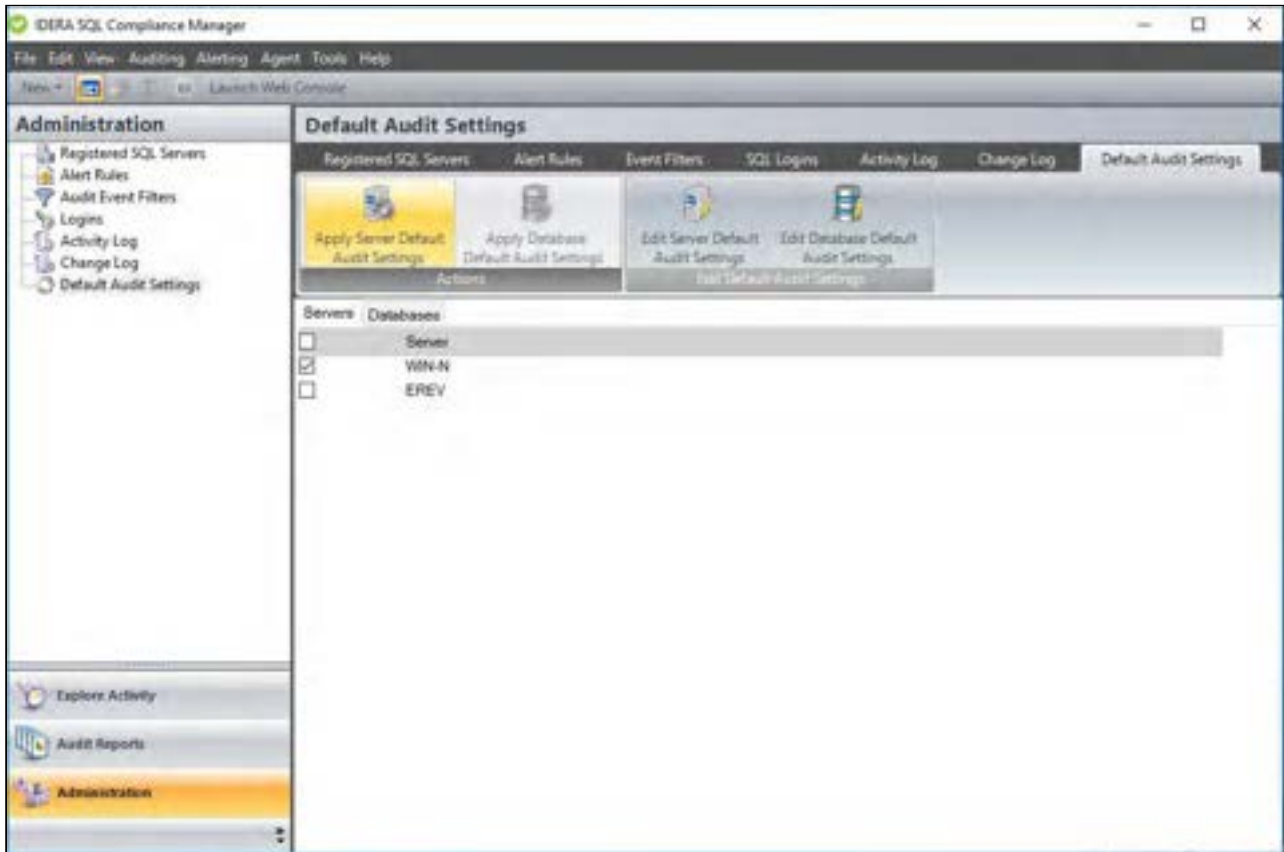 IDERA SQL Compliance Manager
File Edit View Auditing Alerting Agent Tools Help
New Launch Web Console
Administration
Registered SQL Servers
Alert Rules
Audit Event Filters
Logins
Activity Log
Change Log
Default Audit Settings
Default Audit Settings
Registered SQL Servers Alert Rules Event Filters SQL Logins Activity Log Change Log Default Audit Settings
Apply Server Default Audit Settings
Apply Database Default Audit Settings
Edit Server Default Audit Settings
Edit Database Default Audit Settings
Actions
Edit Default Audit Settings
Servers Databases
Server
WIN-N
EREV
Explore Activity
Audit Reports
Administration